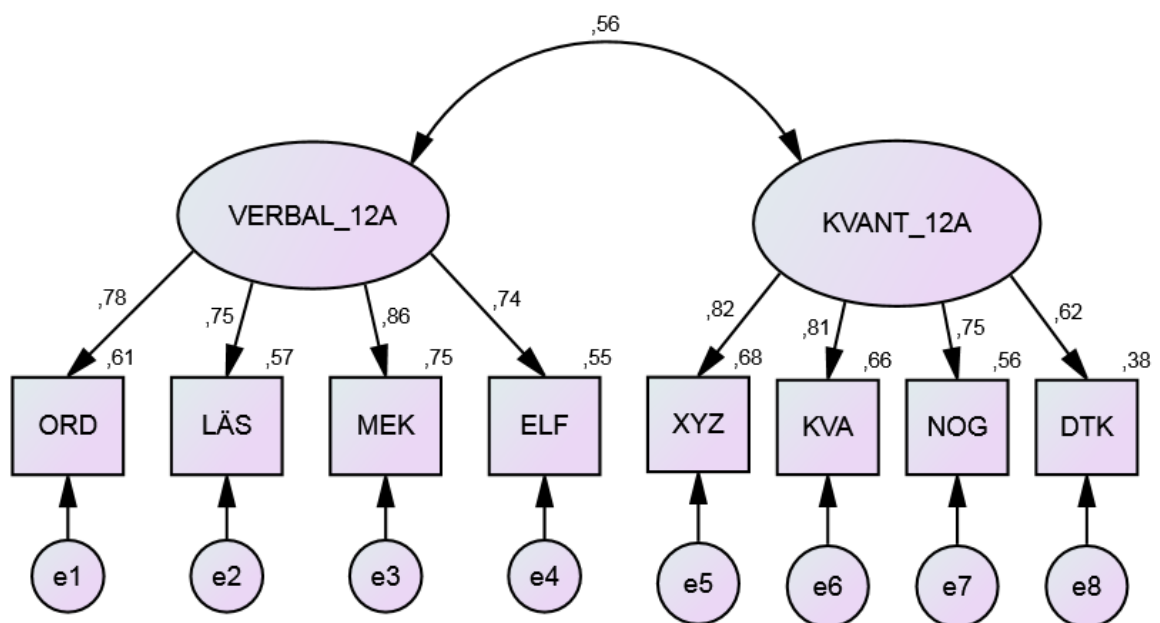 ,56
VERBAL_12A
KVANT_12A
,78
,75
,86
,74
,82
,81
,75
,62
,61
,57
,75
,55
,68
,66
,56
,38
ORD
LÄS
MEK
ELF
XYZ
KVA
NOG
DTK
e1
e2
e3
e4
e5
e6
e7
e8